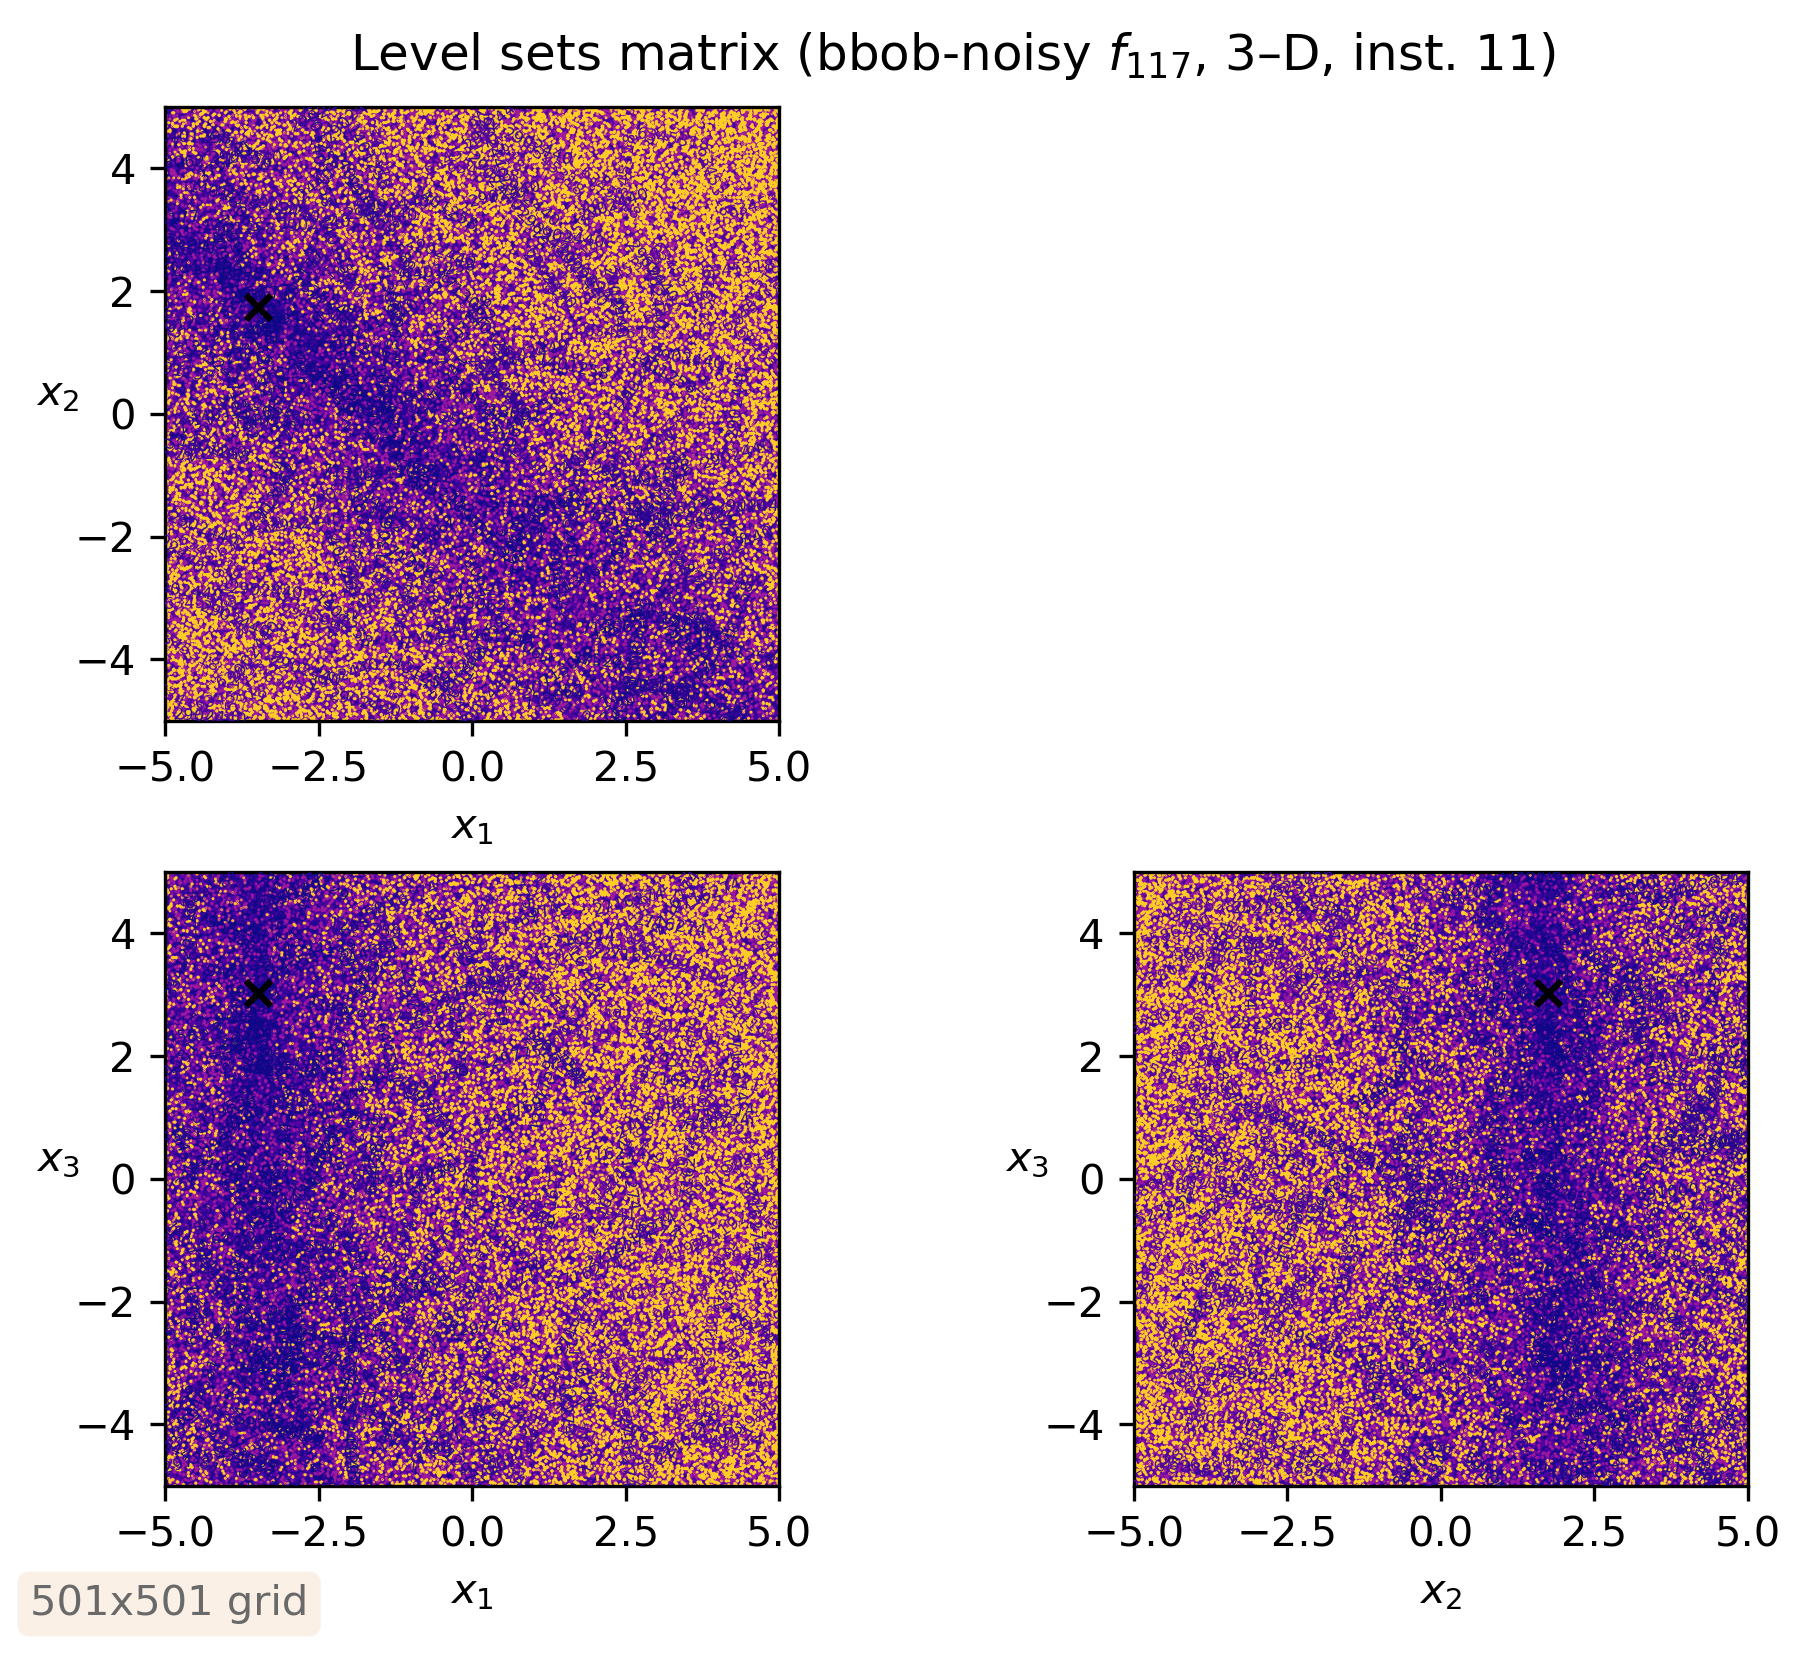 Level sets matrix (bbob-noisy f₁₁₇, 3–D, inst. 11)
4
2
x₂
0
−2
−4
−5.0 −2.5 0.0 2.5 5.0
x₁
4 4
2 2
x₃ x₃
0 0
−2 −2
−4 −4
−5.0 −2.5 0.0 2.5 5.0 −5.0 −2.5 0.0 2.5 5.0
x₁ x₂
501x501 grid